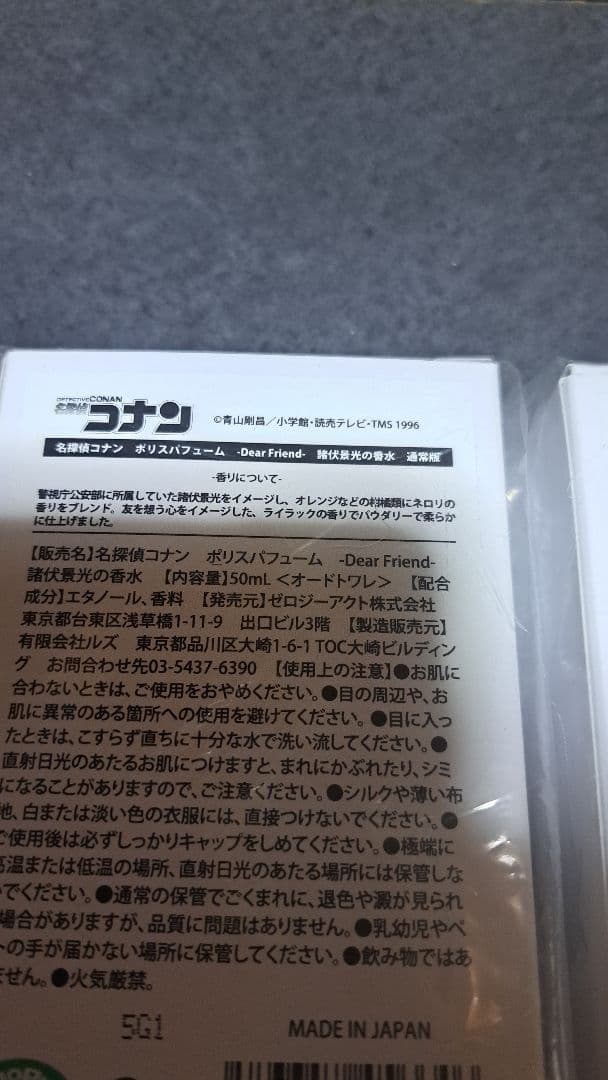 DETECTIVE CONAN
名探偵コナン
©青山剛昌／小学館・読売テレビ・TMS 1996
名探偵コナン ポリスパフューム -Dear Friend- 諸伏景光の香水 通常版
-香りについて-
警視庁公安部に所属していた諸伏景光をイメージし、オレンジなどの柑橘類にネロリの
香りをブレンド。友を想う心をイメージした、ライラックの香りでパウダリーで柔らか
に仕上げました。
【販売名】名探偵コナン ポリスパフューム -Dear Friend-
諸伏景光の香水 【内容量】50mL ＜オードトワレ＞ 【配合
成分】エタノール、香料 【発売元】ゼロジーアクト株式会社
東京都台東区浅草橋1-11-9 出口ビル3階 【製造販売元】
有限会社ルズ 東京都品川区大崎1-6-1 TOC大崎ビルディン
グ お問合わせ先03-5437-6390 【使用上の注意】●お肌に
合わないときは、ご使用をおやめください。●目の周辺や、お
肌に異常のある箇所への使用を避けてください。●目に入っ
たときは、こすらず直ちに十分な水で洗い流してください。●
直射日光のあたるお肌につけますと、まれにかぶれたり、シミ
になることがありますので、ご注意ください。●シルクや薄い布
地、白または淡い色の衣服には、直接つけないでください。●
ご使用後は必ずしっかりキャップをしめてください。●極端に
高温または低温の場所、直射日光のあたる場所には保管しな
いでください。●通常の保管でごくまれに、退色や澱が見られ
場合がありますが、品質に問題はありません。●乳幼児やペ
トの手が届かない場所に保管してください。●飲み物ではあ
ません。●火気厳禁。
5G1
MADE IN JAPAN